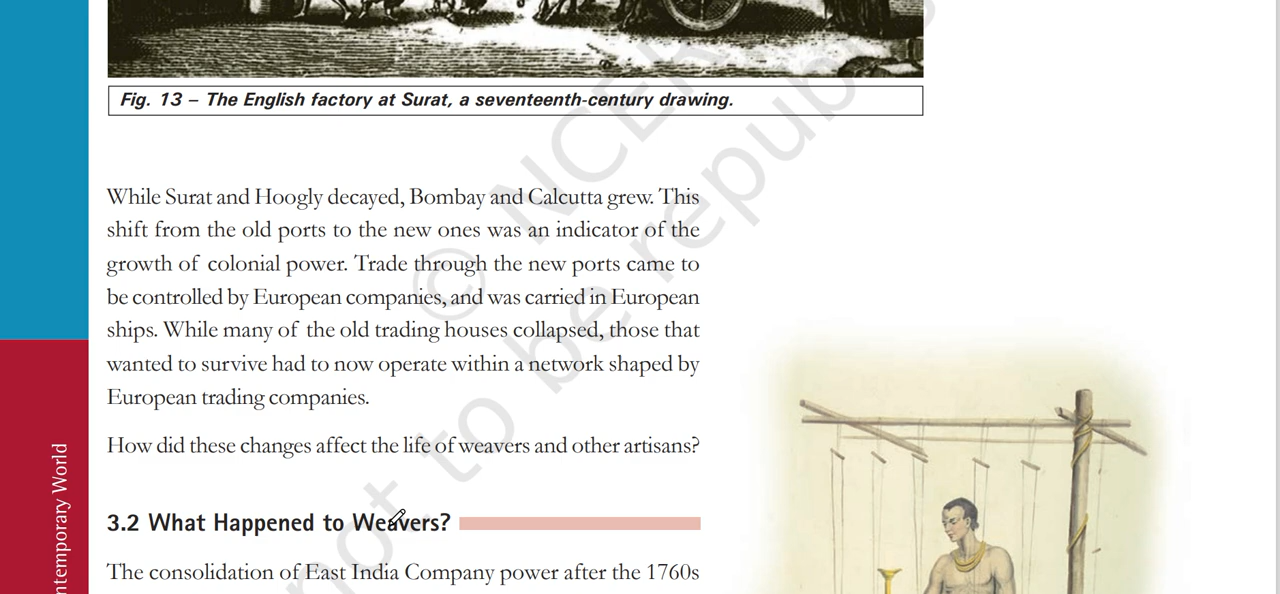 Fig. 13 – The English factory at Surat, a seventeenth-century drawing.
While Surat and Hoogly decayed, Bombay and Calcutta grew. This
shift from the old ports to the new ones was an indicator of the
growth of colonial power. Trade through the new ports came to
be controlled by European companies, and was carried in European
ships. While many of the old trading houses collapsed, those that
wanted to survive had to now operate within a network shaped by
European trading companies.
How did these changes affect the life of weavers and other artisans?
3.2 What Happened to Weavers?
The consolidation of East India Company power after the 1760s
ntemporary World
© NCER
not to be republ